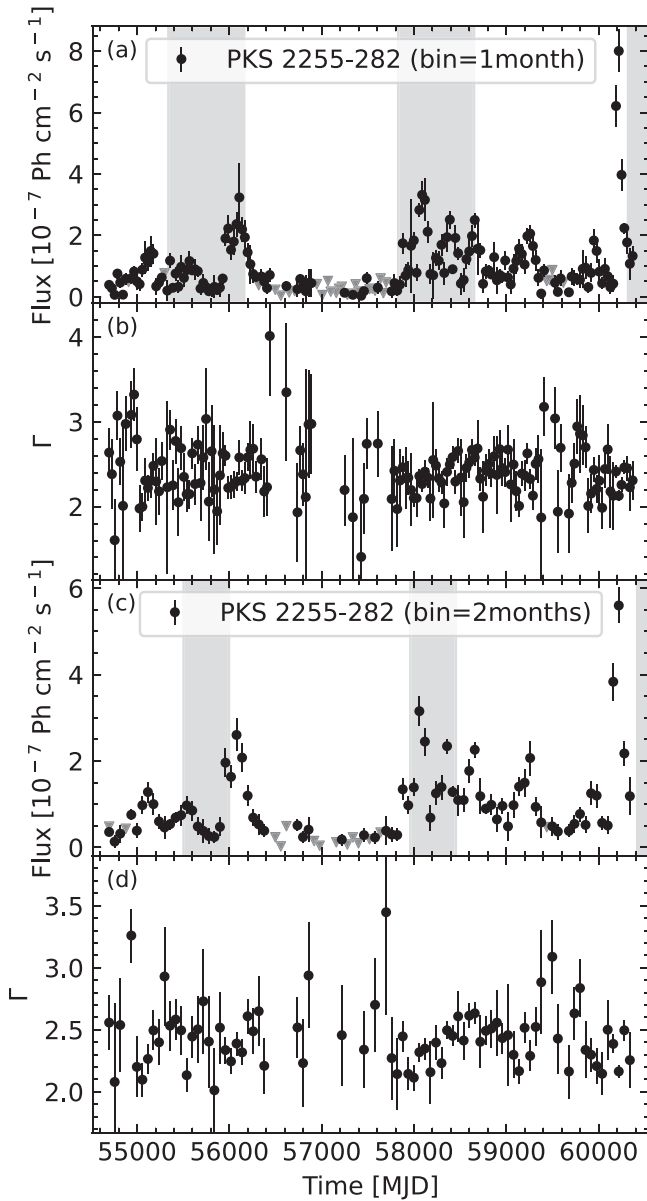 (a)
PKS 2255-282 (bin=1month)
Flux [10⁻⁷ Ph cm⁻² s⁻¹]
8
6
4
2
0
(b)
Γ
4
3
2
(c)
PKS 2255-282 (bin=2months)
Flux [10⁻⁷ Ph cm⁻² s⁻¹]
6
4
2
0
(d)
Γ
3.5
3.0
2.5
2.0
55000 56000 57000 58000 59000 60000
Time [MJD]